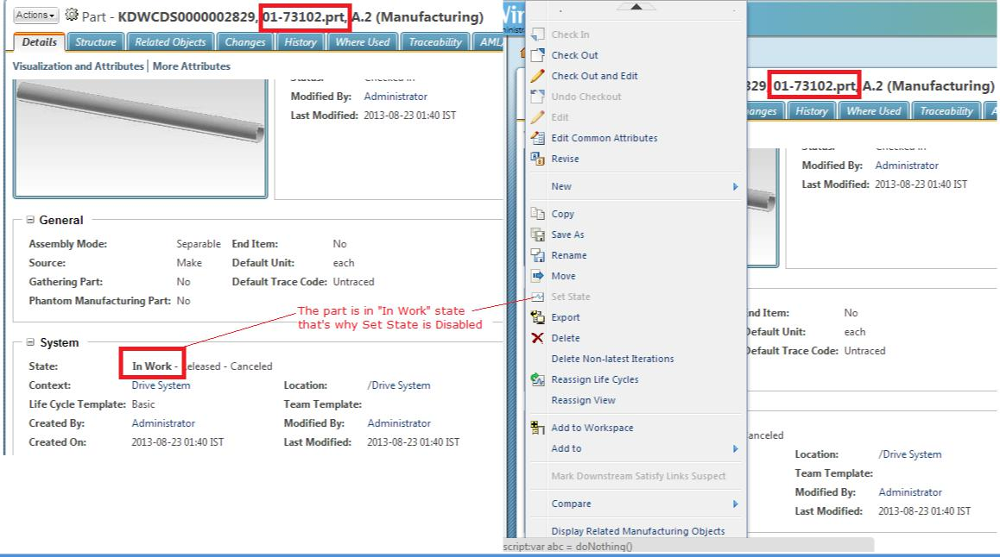 Actions
Part - KDWCDS0000002829, 01-73102.prt, A.2 (Manufacturing)
Details Structure Related Objects Changes History Where Used Traceability AML
Visualization and Attributes | More Attributes
Modified By: Administrator
Last Modified: 2013-08-23 01:40 IST
General
Assembly Mode: Separable End Item: No
Source: Make Default Unit: each
Gathering Part: No Default Trace Code: Untraced
Phantom Manufacturing Part: No
The part is in "In Work" state
that's why Set State is Disabled
System
State: In Work - Released - Canceled
Context: Drive System Location: /Drive System
Life Cycle Template: Basic Team Template:
Created By: Administrator Modified By: Administrator
Created On: 2013-08-23 01:40 IST Last Modified: 2013-08-23 01:40 IST
Check In
Check Out
Check Out and Edit
Undo Checkout
Edit
Edit Common Attributes
Revise
New
Copy
Save As
Rename
Move
Set State
Export
Delete
Delete Non-latest Iterations
Reassign Life Cycles
Reassign View
Add to Workspace
Add to
Mark Downstream Satisfy Links Suspect
Compare
Display Related Manufacturing Objects
script:var abc = doNothing()
329, 01-73102.prt, A.2 (Manufacturing)
anges History Where Used Traceability A
Modified By: Administrator
Last Modified: 2013-08-23 01:40 IST
nd Item: No
Default Unit: each
Default Trace Code: Untraced
anceled
Location: /Drive System
Team Template:
Modified By: Administrator
Last Modified: 2013-08-23 01:40 IST